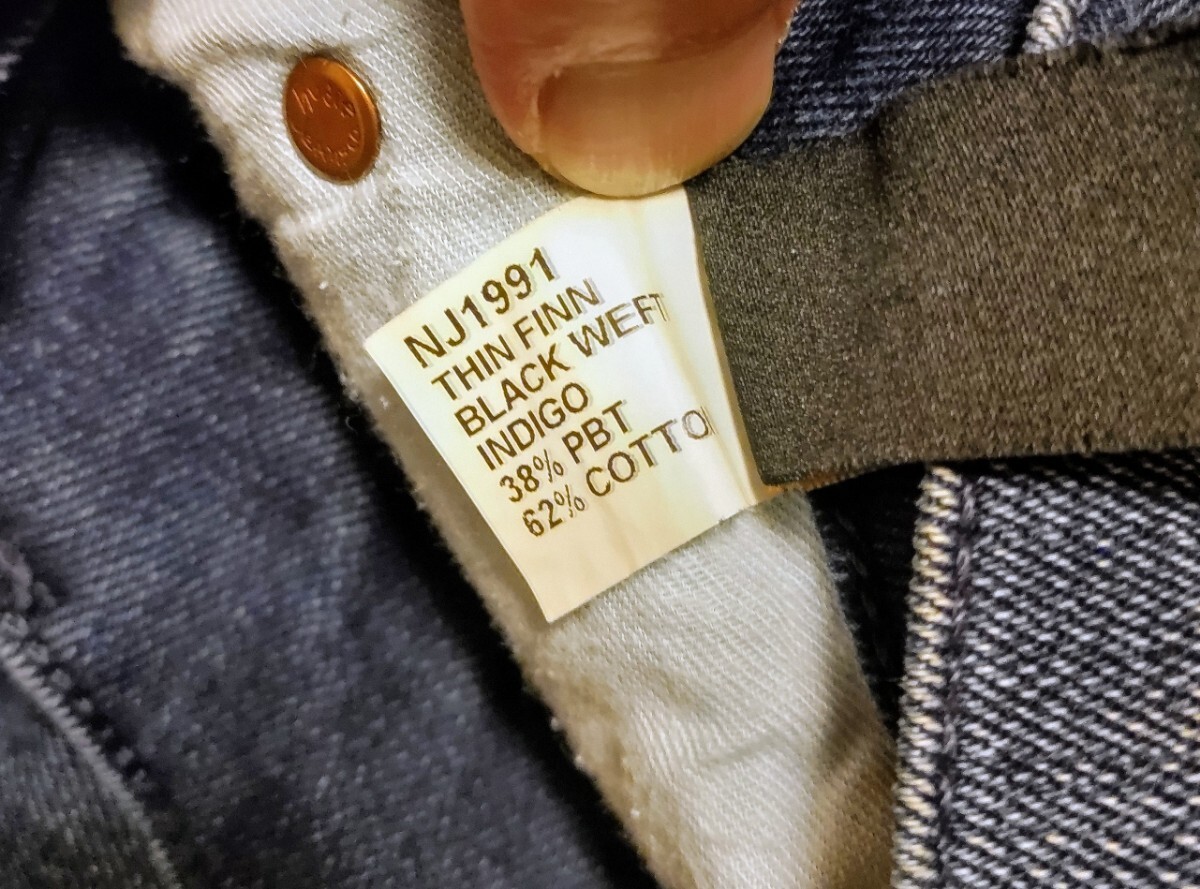 NJ1991
THIN FINN
BLACK WEFT
INDIGO
38% PBT
62% COTTO